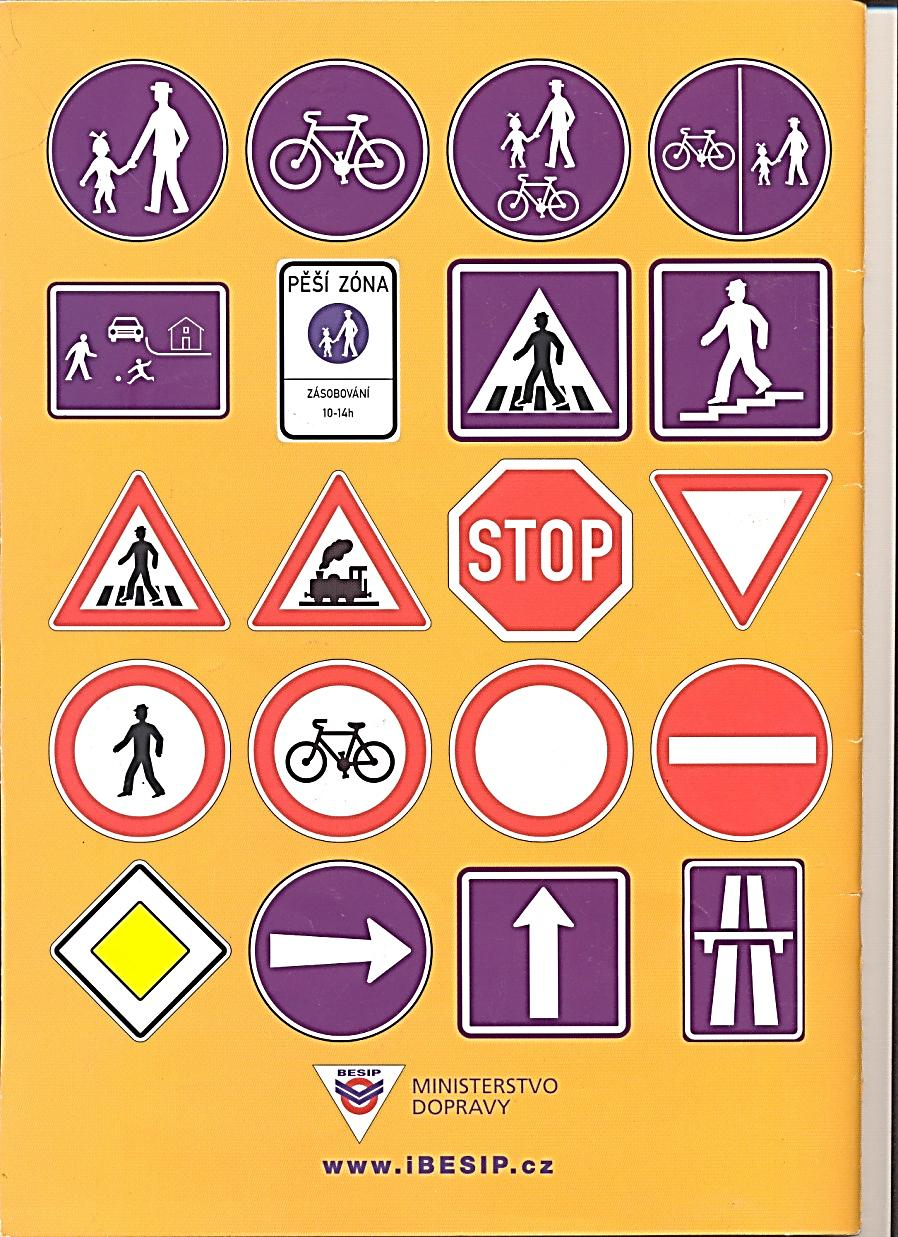 PĚŠÍ ZÓNA
ZÁSOBOVÁNÍ
10-14h
STOP
BESIP
MINISTERSTVO
DOPRAVY
www.iBESIP.cz